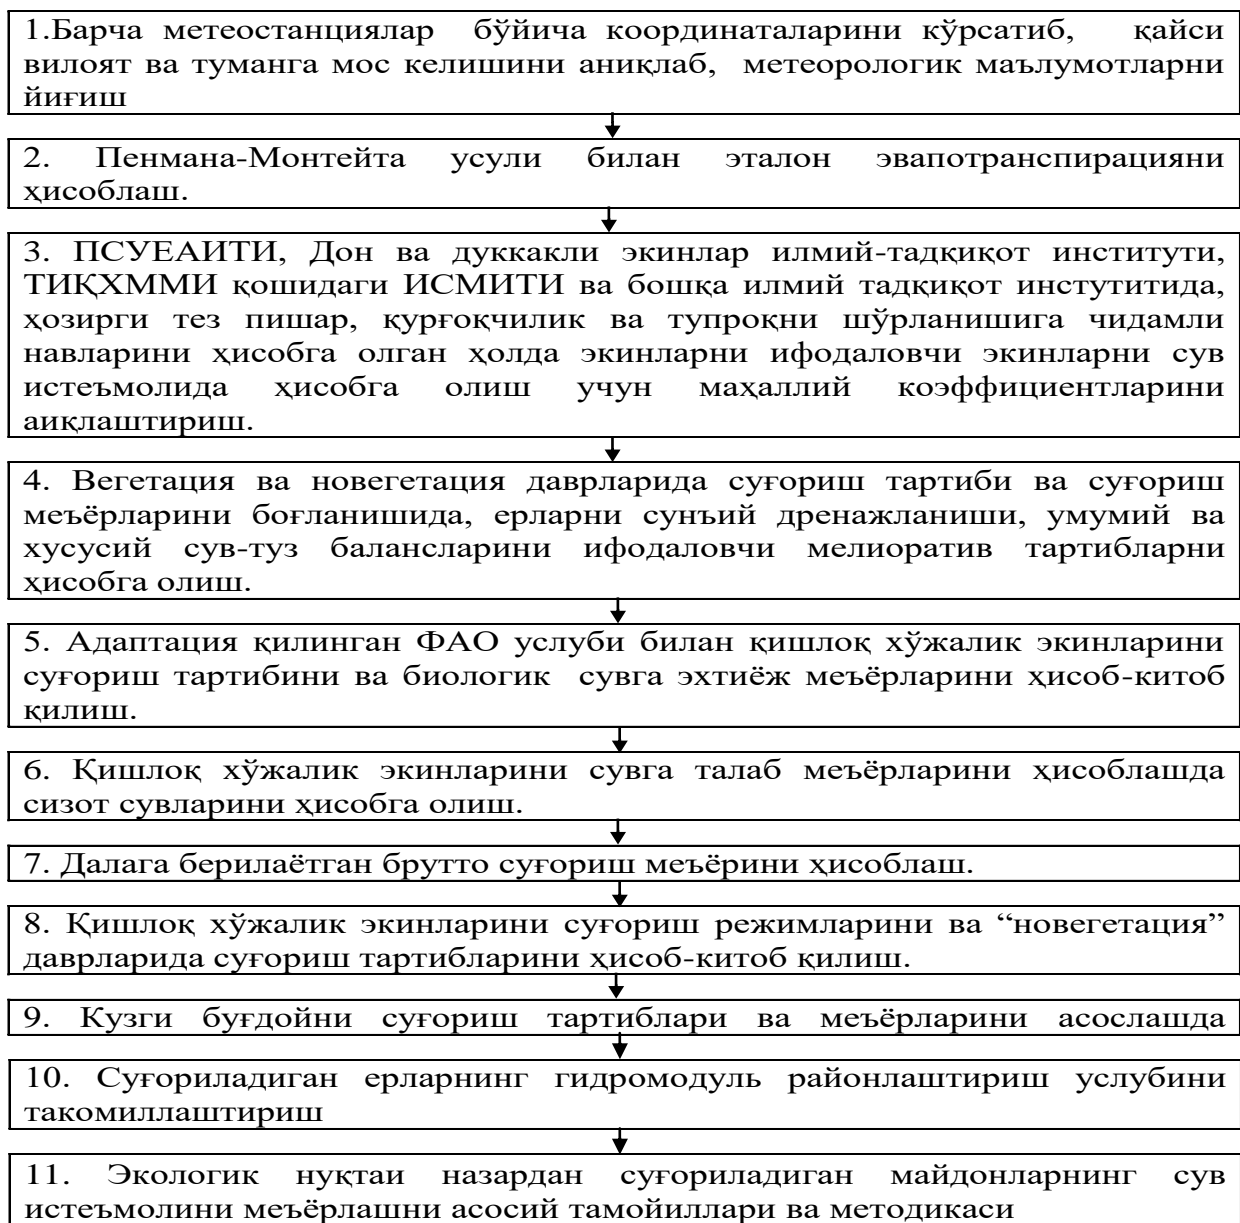 1.Барча метеостанциялар бўйича координаталарини кўрсатиб, қайси
вилоят ва туманга мос келишини аниқлаб, метеорологик маълумотларни
йиғиш
2. Пенмана-Монтейта усули билан эталон эвапотранспирацияни
ҳисоблаш.
3. ПСУЕАИТИ, Дон ва дуккакли экинлар илмий-тадқиқот институти,
ТИҚХММИ қошидаги ИСМИТИ ва бошқа илмий тадқиқот инстутитида,
ҳозирги тез пишар, қурғоқчилик ва тупроқни шўрланишига чидамли
навларини ҳисобга олган ҳолда экинларни ифодаловчи экинларни сув
истеъмолида ҳисобга олиш учун маҳаллий коэффициентларини
аиқлаштириш.
4. Вегетация ва новегетация даврларида суғориш тартиби ва суғориш
меъёрларини боғланишида, ерларни сунъий дренажланиши, умумий ва
хусусий сув-туз балансларини ифодаловчи мелиоратив тартибларни
ҳисобга олиш.
5. Адаптация қилинган ФАО услуби билан қишлоқ хўжалик экинларини
суғориш тартибини ва биологик сувга эхтиёж меъёрларини ҳисоб-китоб
қилиш.
6. Қишлоқ хўжалик экинларини сувга талаб меъёрларини ҳисоблашда
сизот сувларини ҳисобга олиш.
7. Далага берилаётган брутто суғориш меъёрини ҳисоблаш.
8. Қишлоқ хўжалик экинларини суғориш режимларини ва “новегетация”
даврларида суғориш тартибларини ҳисоб-китоб қилиш.
9. Кузги буғдойни суғориш тартиблари ва меъёрларини асослашда
10. Суғориладиган ерларнинг гидромодуль районлаштириш услубини
такомиллаштириш
11. Экологик нуқтаи назардан суғориладиган майдонларнинг сув
истеъмолини меъёрлашни асосий тамойиллари ва методикаси